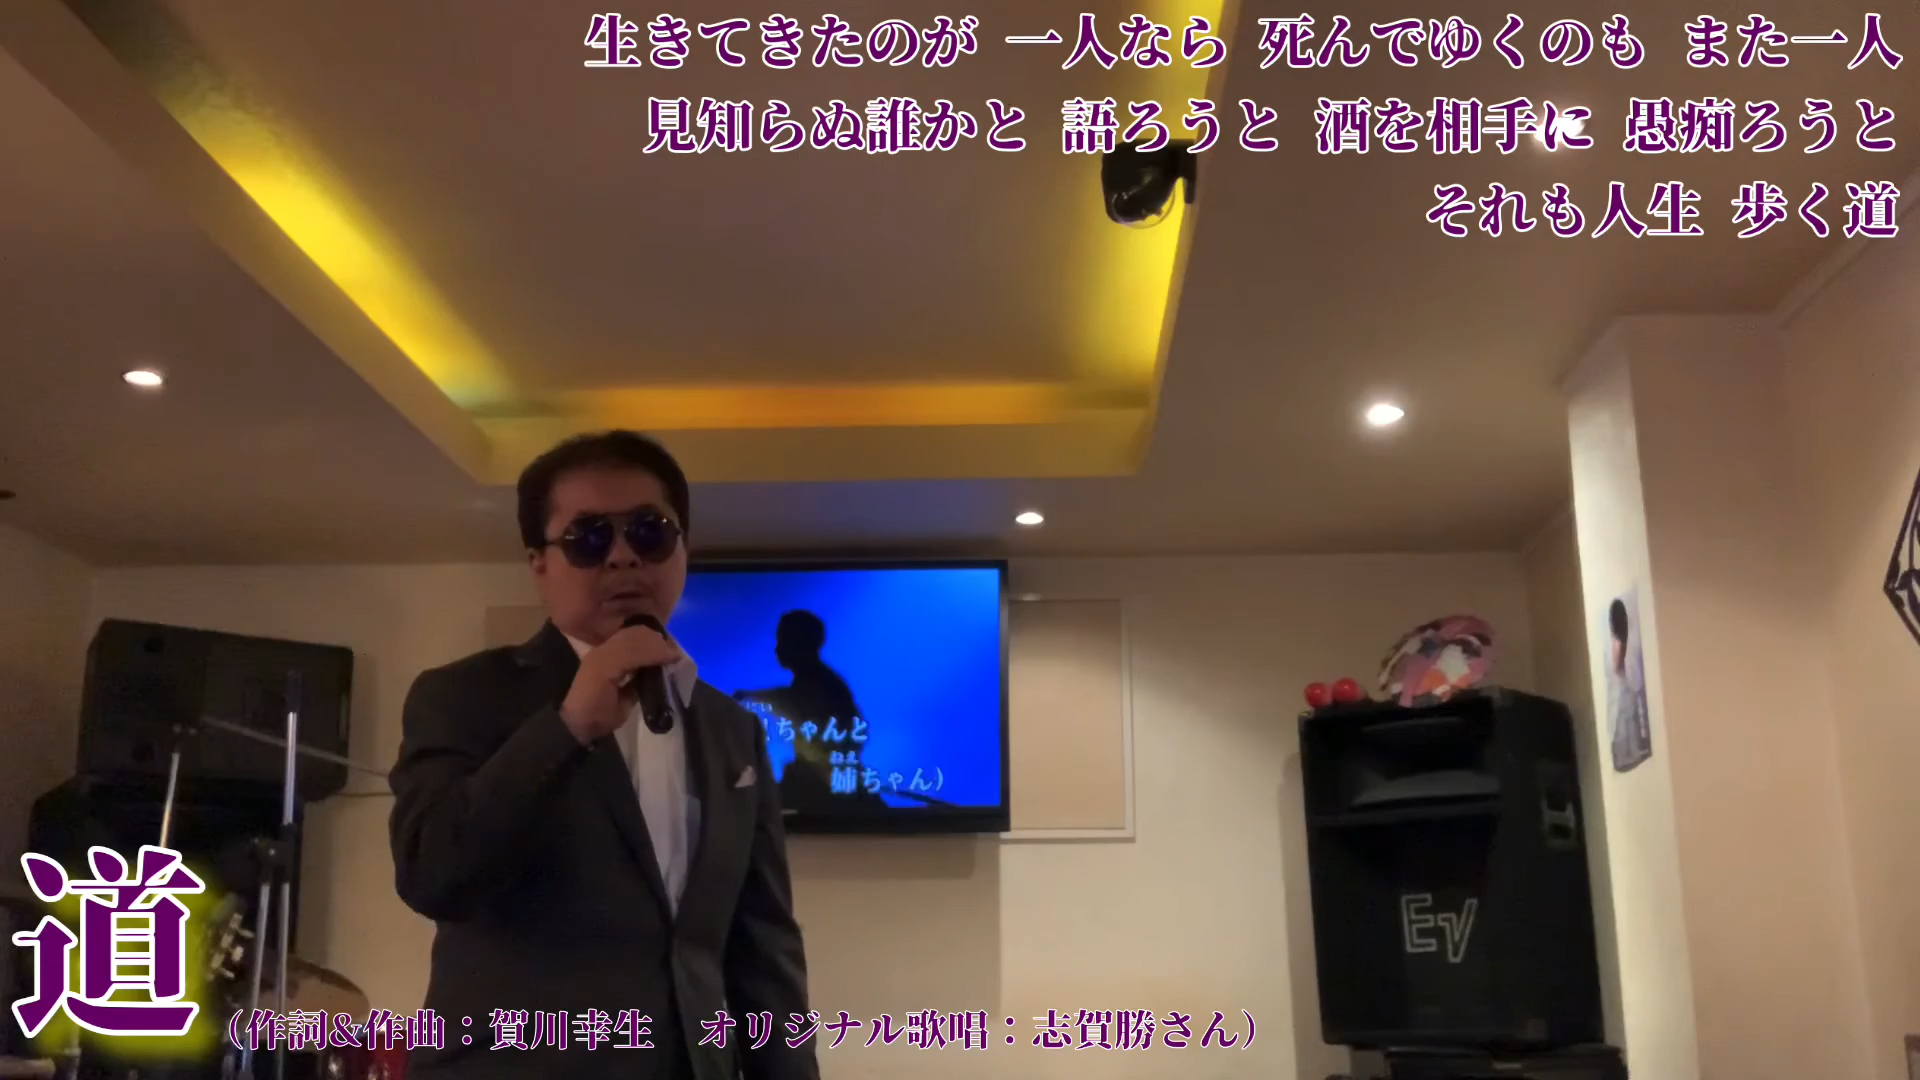 生きてきたのが 一人なら 死んでゆくのも また一人
見知らぬ誰かと 語ろうと 酒を相手に 愚痴ろうと
それも人生 歩く道
ちゃんと
ねえ
姉ちゃん)
EV
道
(作詞&作曲:賀川幸生 オリジナル歌唱:志賀勝さん)